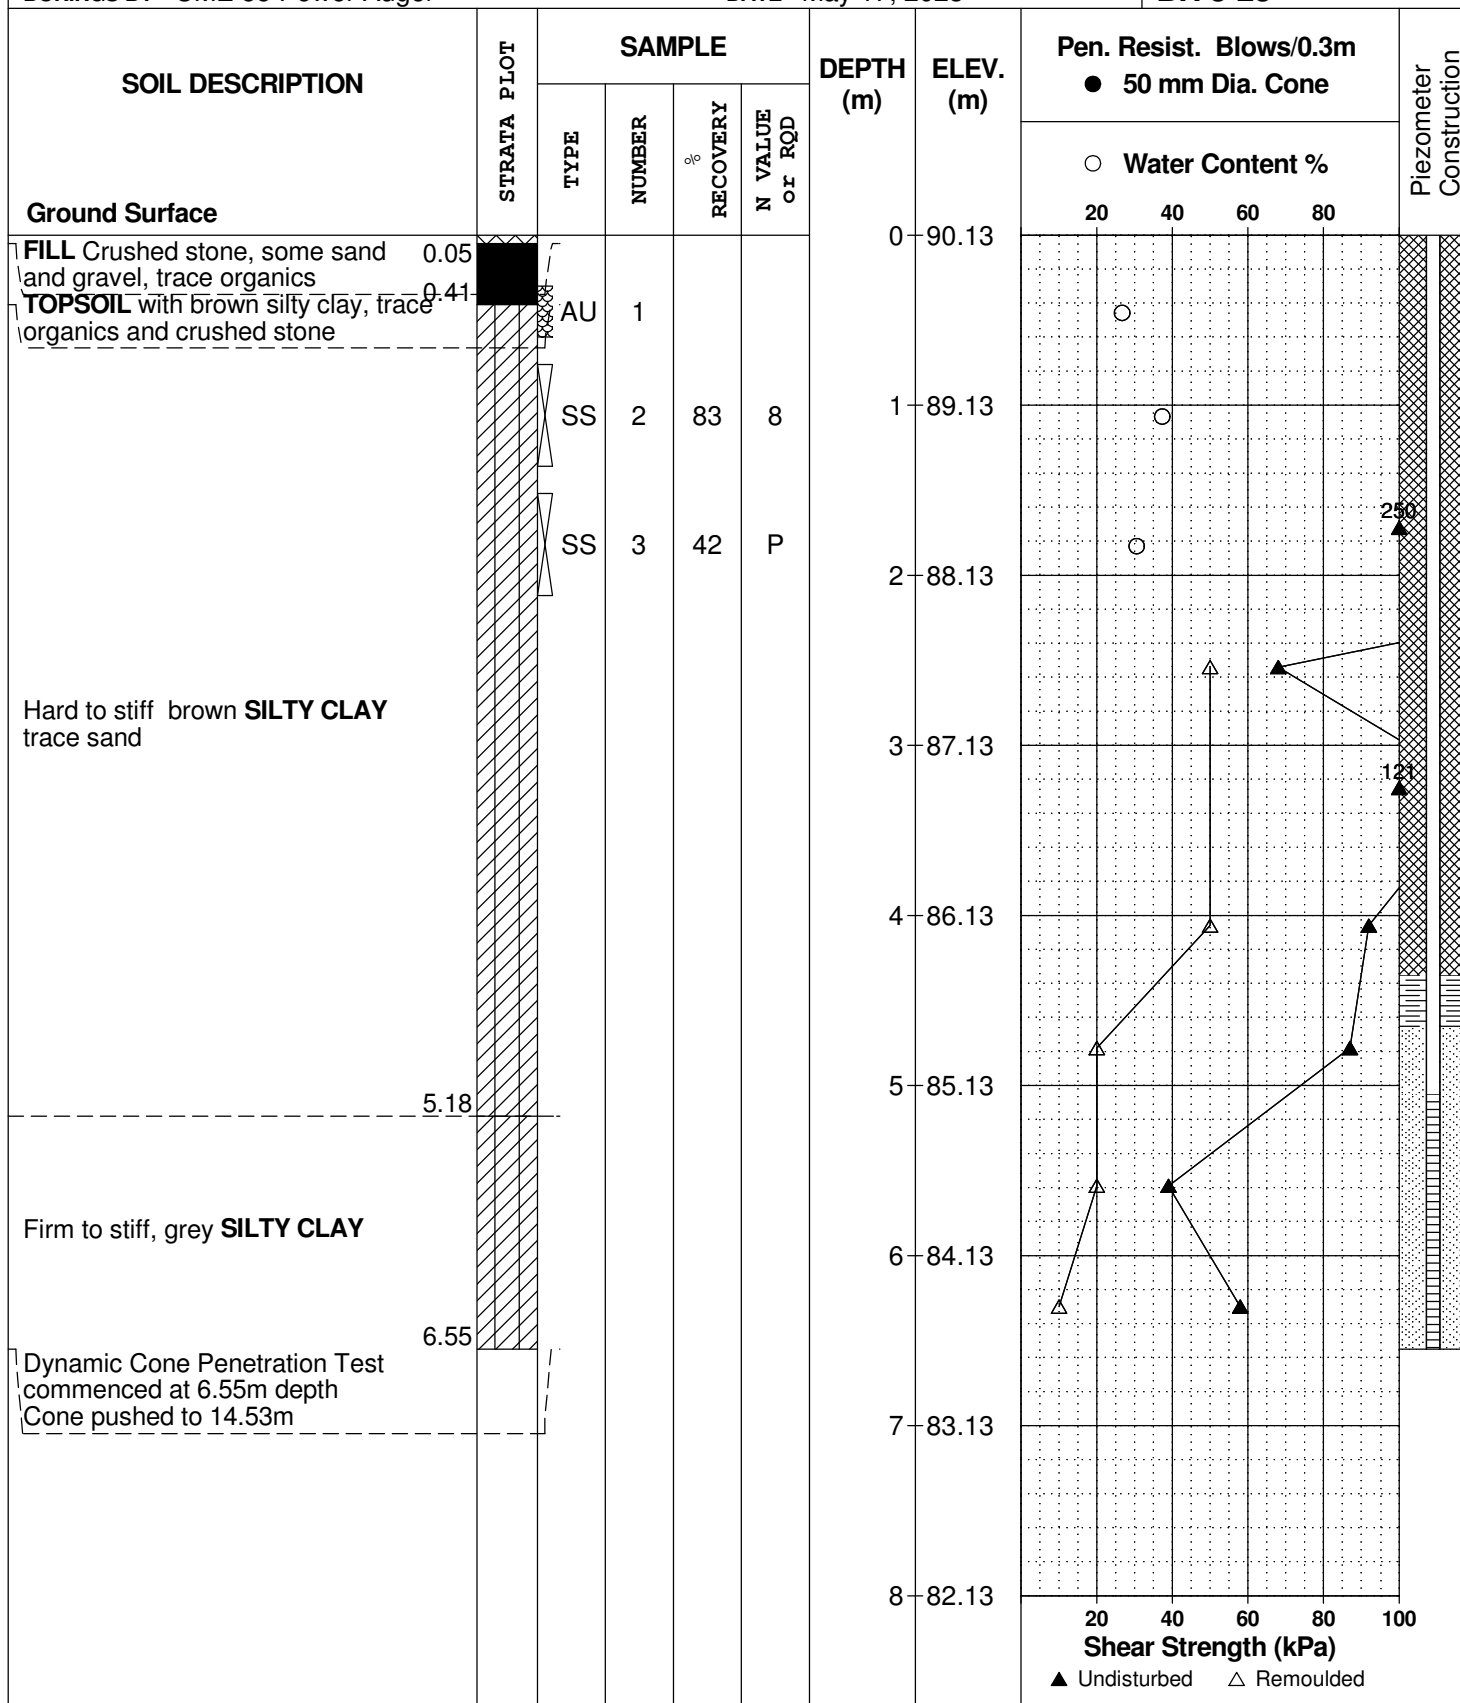 SOIL DESCRIPTION
STRATA PLOT
SAMPLE
TYPE
NUMBER
%
RECOVERY
N VALUE
or RQD
DEPTH
(m)
ELEV.
(m)
Pen. Resist. Blows/0.3m
● 50 mm Dia. Cone
○ Water Content %
20 40 60 80
Piezometer
Construction
Ground Surface
0 90.13
FILL Crushed stone, some sand 0.05
and gravel, trace organics
0.41
TOPSOIL with brown silty clay, trace
organics and crushed stone
AU 1
1 89.13
SS 2 83 8
250
SS 3 42 P
2 88.13
Hard to stiff brown SILTY CLAY
trace sand
3 87.13
121
4 86.13
5 85.13
5.18
Firm to stiff, grey SILTY CLAY
6 84.13
6.55
Dynamic Cone Penetration Test
commenced at 6.55m depth
Cone pushed to 14.53m
7 83.13
8 82.13
20 40 60 80 100
Shear Strength (kPa)
▲ Undisturbed △ Remoulded